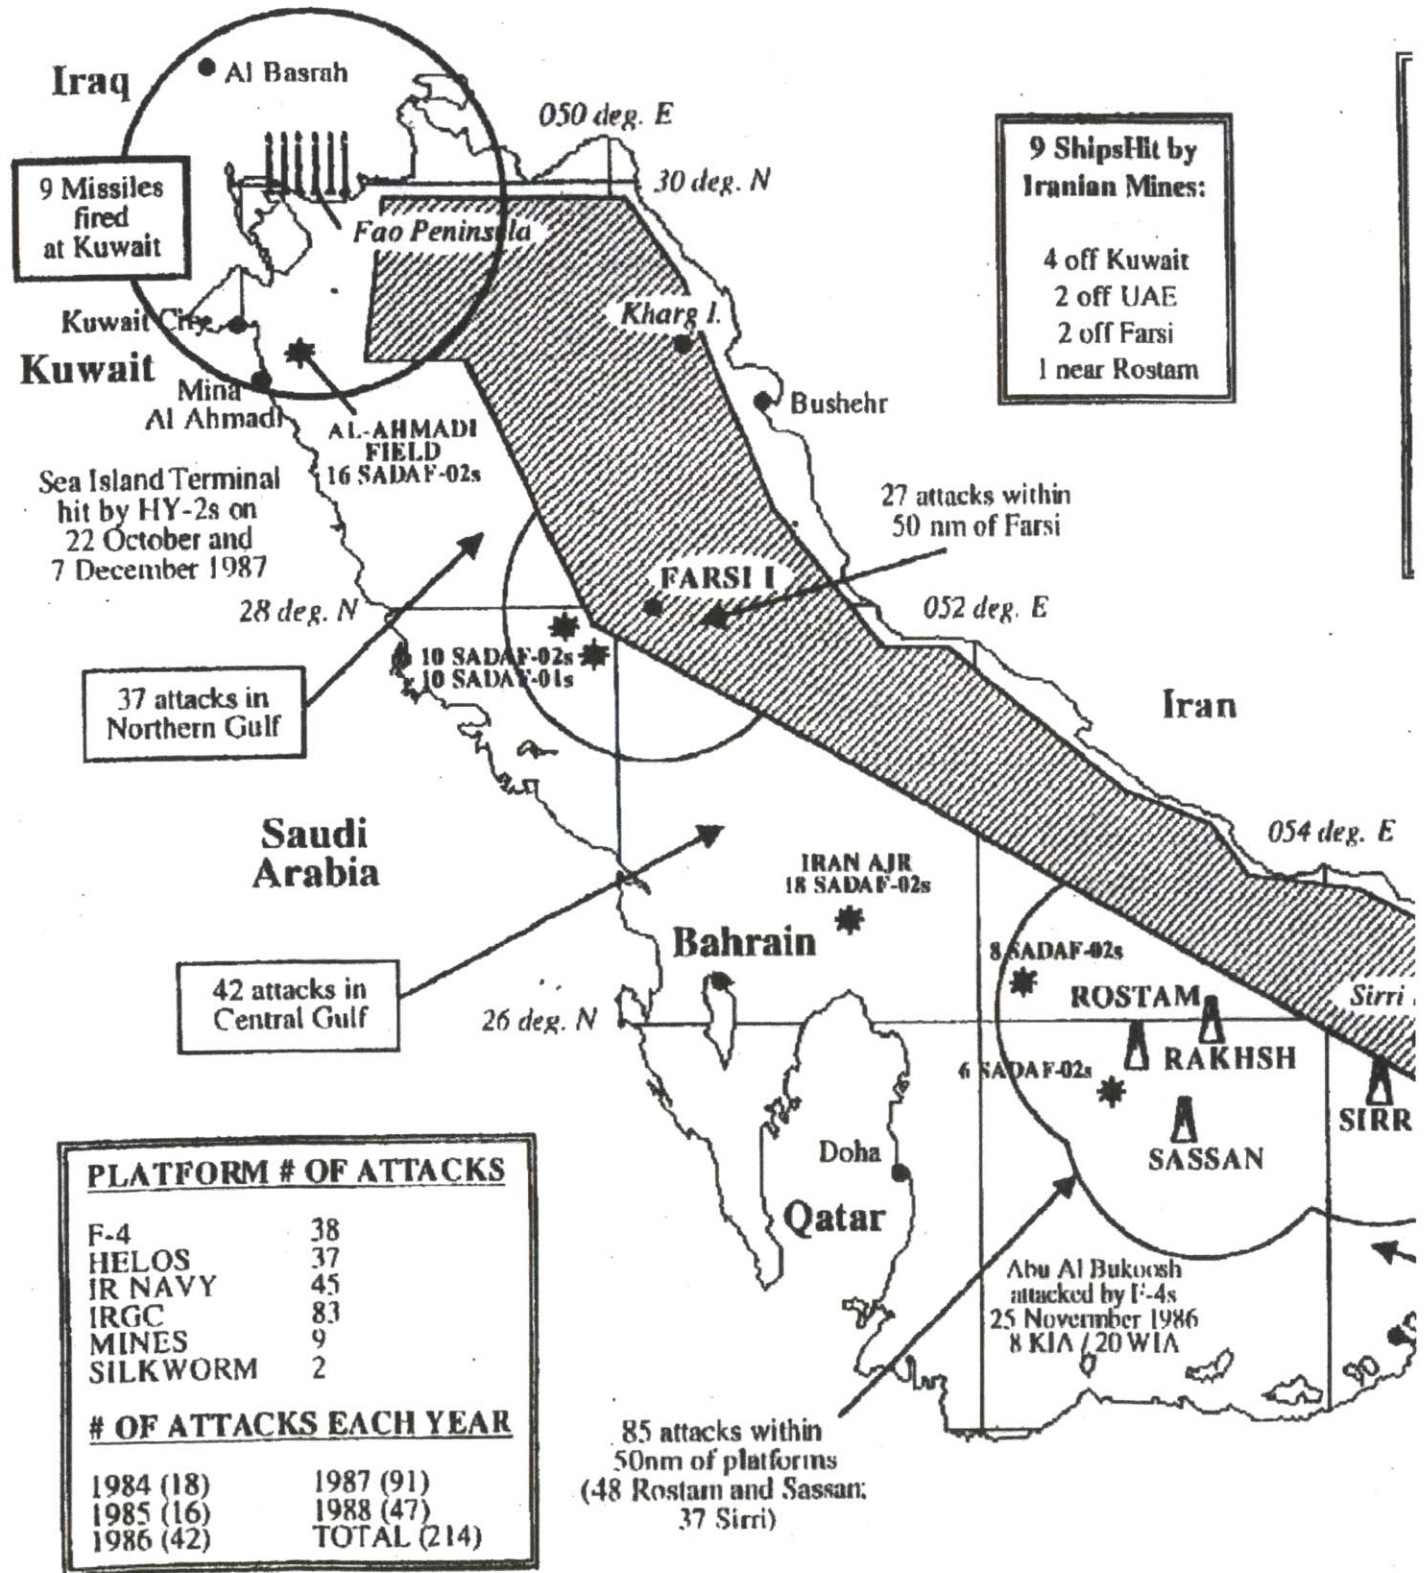 Iraq
Al Basrah
050 deg. E
30 deg. N
9 Missiles
fired
at Kuwait
Fao Peninsula
9 ShipsHit by
Iranian Mines:
4 off Kuwait
2 off UAE
2 off Farsi
1 near Rostam
Kuwait City
Kuwait
Mina
Al Ahmadi
Kharg I.
Bushehr
AL-AHMADI
FIELD
16 SADAF-02s
Sea Island Terminal
hit by HY-2s on
22 October and
7 December 1987
27 attacks within
50 nm of Farsi
FARSI I
28 deg. N
052 deg. E
10 SADAF-02s
10 SADAF-01s
37 attacks in
Northern Gulf
Iran
Saudi
Arabia
054 deg. E
IRAN AJR
18 SADAF-02s
Bahrain
42 attacks in
Central Gulf
26 deg. N
8 SADAF-02s
ROSTAM
Sirri
RAKHSH
6 SADAF-02s
SIRR
SASSAN
Doha
Qatar
PLATFORM # OF ATTACKS
F-4 38
HELOS 37
IR NAVY 45
IRGC 83
MINES 9
SILKWORM 2
# OF ATTACKS EACH YEAR
1984 (18) 1987 (91)
1985 (16) 1988 (47)
1986 (42) TOTAL (214)
Abu Al Bukoosh
attacked by F-4s
25 Novermber 1986
8 KIA / 20 WIA
85 attacks within
50nm of platforms
(48 Rostam and Sassan;
37 Sirri)